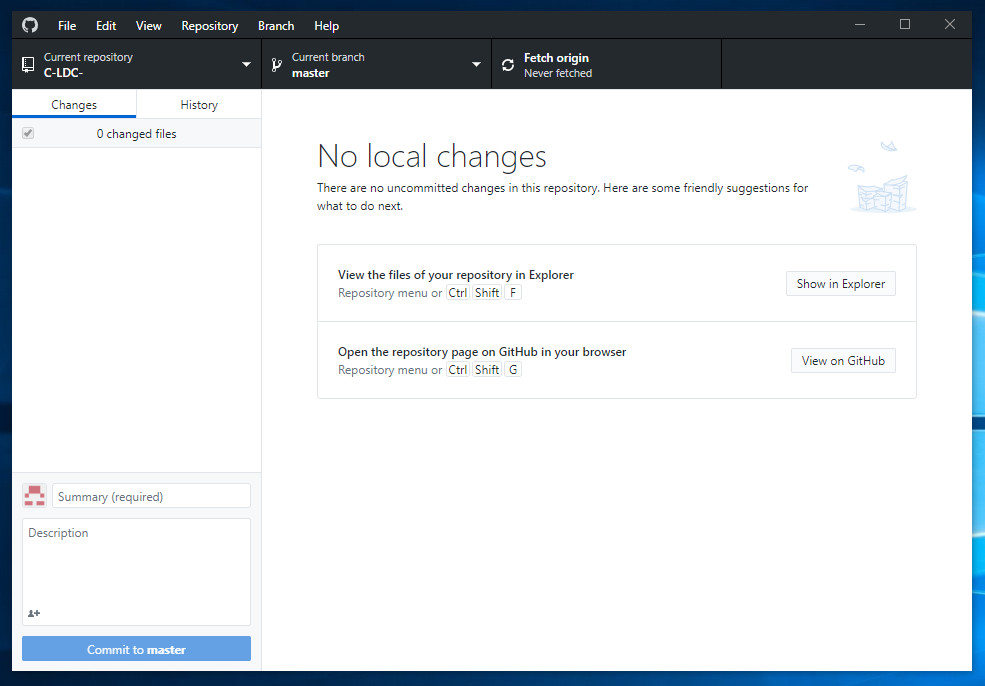 File Edit View Repository Branch Help
Current repository
C-LDC-
Current branch
master
Fetch origin
Never fetched
Changes History
0 changed files
No local changes
There are no uncommitted changes in this repository. Here are some friendly suggestions for
what to do next.
View the files of your repository in Explorer
Repository menu or Ctrl Shift F
Show in Explorer
Open the repository page on GitHub in your browser
Repository menu or Ctrl Shift G
View on GitHub
Summary (required)
Description
Commit to master